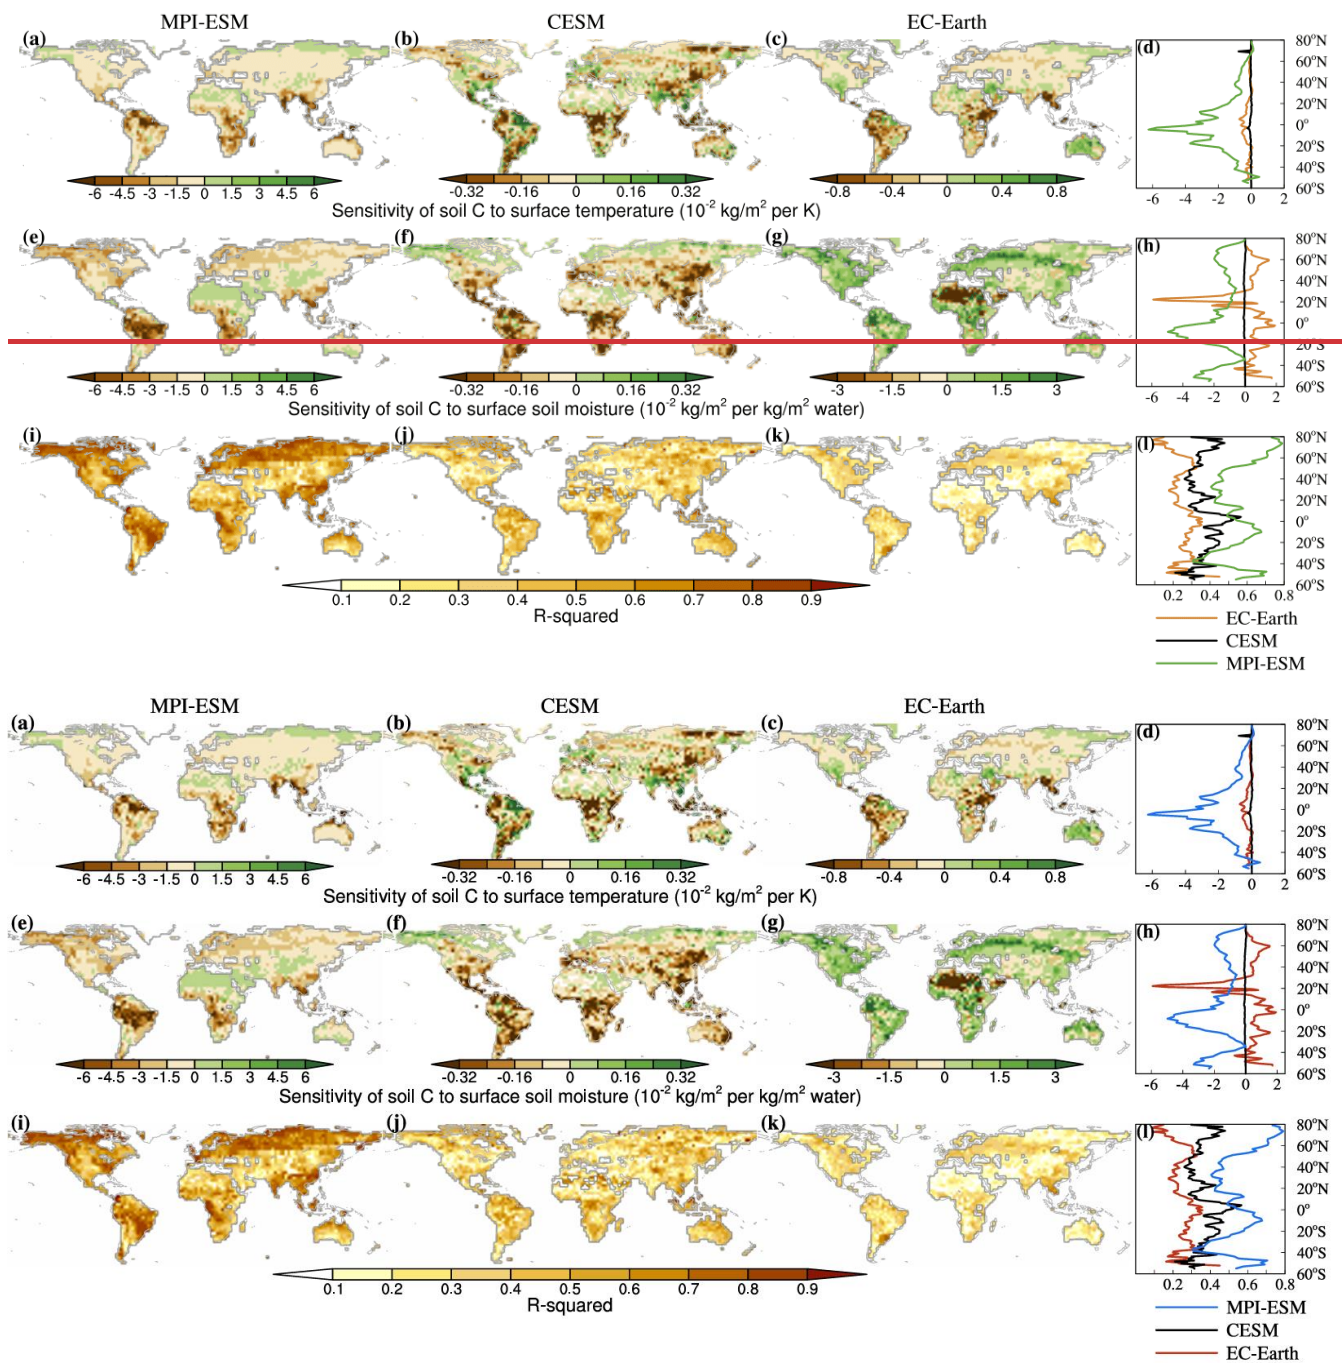 MPI-ESM CESM EC-Earth
(a) (b) (c) (d) 80°N
60°N
40°N
20°N
0°
20°S
40°S
60°S
-6 -4.5 -3 -1.5 0 1.5 3 4.5 6 -0.32 -0.16 0 0.16 0.32 -0.8 -0.4 0 0.4 0.8 -6 -4 -2 0 2
Sensitivity of soil C to surface temperature (10⁻² kg/m² per K)
(e) (f) (g) (h) 80°N
60°N
40°N
20°N
0°
20°S
40°S
60°S
-6 -4.5 -3 -1.5 0 1.5 3 4.5 6 -0.32 -0.16 0 0.16 0.32 -3 -1.5 0 1.5 3 -6 -4 -2 0 2
Sensitivity of soil C to surface soil moisture (10⁻² kg/m² per kg/m² water)
(i) (j) (k) (l) 80°N
60°N
40°N
20°N
0°
20°S
40°S
60°S
0.1 0.2 0.3 0.4 0.5 0.6 0.7 0.8 0.9 0.2 0.4 0.6 0.8
R-squared
EC-Earth
CESM
MPI-ESM
MPI-ESM CESM EC-Earth
(a) (b) (c) (d) 80°N
60°N
40°N
20°N
0°
20°S
40°S
60°S
-6 -4.5 -3 -1.5 0 1.5 3 4.5 6 -0.32 -0.16 0 0.16 0.32 -0.8 -0.4 0 0.4 0.8 -6 -4 -2 0 2
Sensitivity of soil C to surface temperature (10⁻² kg/m² per K)
(e) (f) (g) (h) 80°N
60°N
40°N
20°N
0°
20°S
40°S
60°S
-6 -4.5 -3 -1.5 0 1.5 3 4.5 6 -0.32 -0.16 0 0.16 0.32 -3 -1.5 0 1.5 3 -6 -4 -2 0 2
Sensitivity of soil C to surface soil moisture (10⁻² kg/m² per kg/m² water)
(i) (j) (k) (l) 80°N
60°N
40°N
20°N
0°
20°S
40°S
60°S
0.1 0.2 0.3 0.4 0.5 0.6 0.7 0.8 0.9 0.2 0.4 0.6 0.8
R-squared
MPI-ESM
CESM
EC-Earth